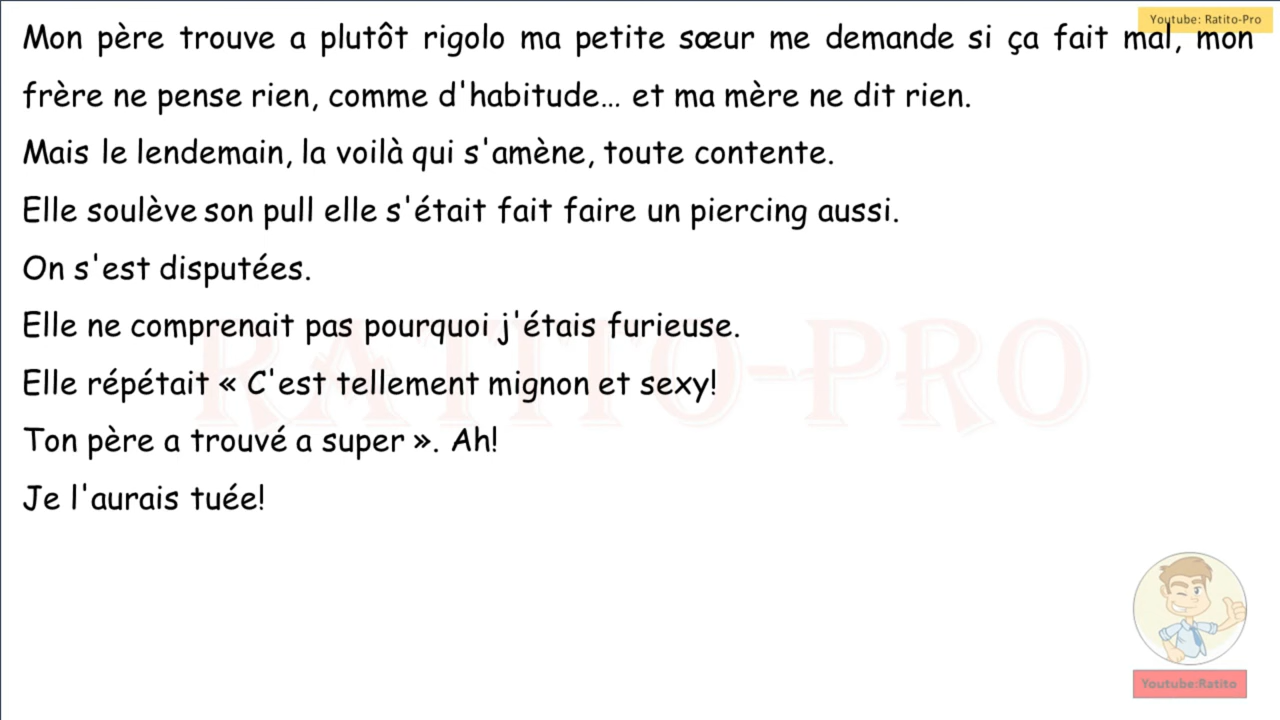 Youtube: Ratito-Pro
Mon père trouve a plutôt rigolo ma petite sœur me demande si ça fait mal, mon
frère ne pense rien, comme d'habitude... et ma mère ne dit rien.
Mais le lendemain, la voilà qui s'amène, toute contente.
Elle soulève son pull elle s'était fait faire un piercing aussi.
On s'est disputées.
Elle ne comprenait pas pourquoi j'étais furieuse.
Elle répétait « C'est tellement mignon et sexy!
Ton père a trouvé a super ». Ah!
Je l'aurais tuée!
RATITO-PRO
Youtube:Ratito